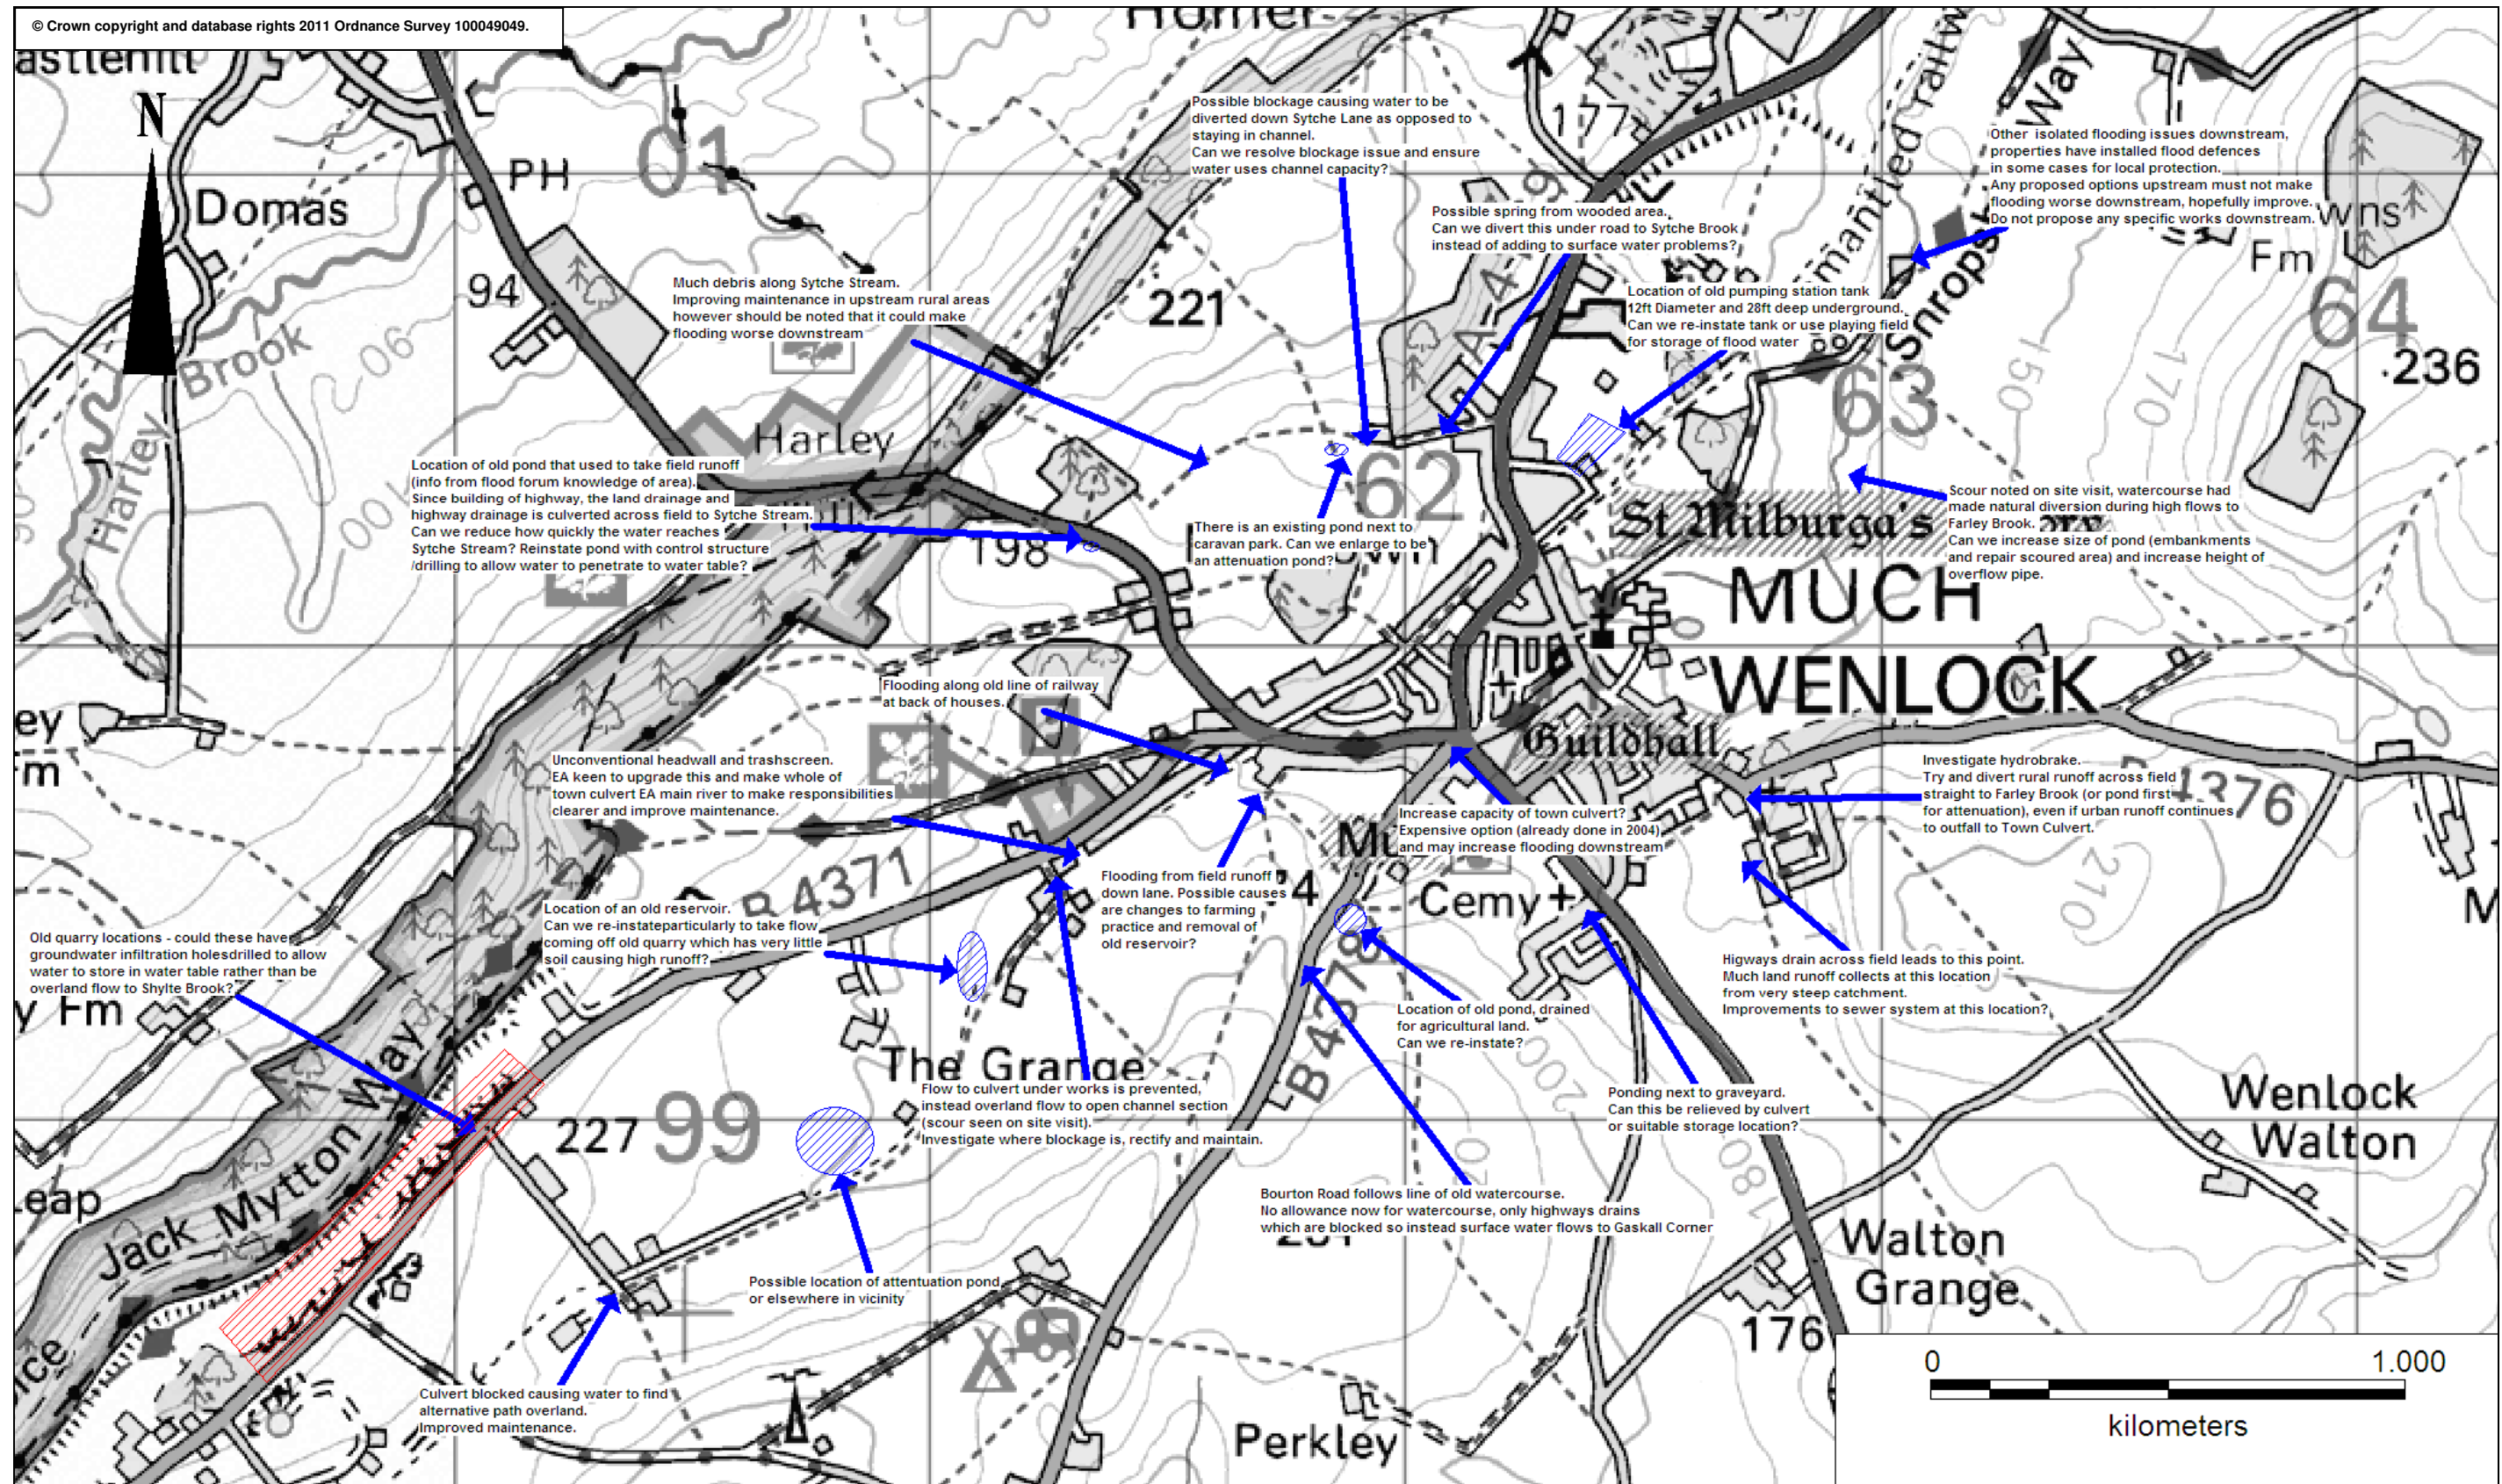 © Crown copyright and database rights 2011 Ordnance Survey 100049049.
Homer
astlehill
N
PH
01
177
Way
mantled railw
Domas
94
Brook
90
Harley
100
221
A 4169
Shrops
wns
Fm
64
236
63
150
170
Possible blockage causing water to be
diverted down Sytche Lane as opposed to
staying in channel.
Can we resolve blockage issue and ensure
water uses channel capacity?
Other isolated flooding issues downstream,
properties have installed flood defences
in some cases for local protection.
Any proposed options upstream must not make
flooding worse downstream, hopefully improve.
Do not propose any specific works downstream.
Possible spring from wooded area.
Can we divert this under road to Sytche Brook
instead of adding to surface water problems?
Much debris along Sytche Stream.
Improving maintenance in upstream rural areas
however should be noted that it could make
flooding worse downstream
Location of old pumping station tank
12ft Diameter and 28ft deep underground.
Can we re-instate tank or use playing field
for storage of flood water
Harley
62
198
Location of old pond that used to take field runoff
(info from flood forum knowledge of area).
Since building of highway, the land drainage and
highway drainage is culverted across field to Sytche Stream.
Can we reduce how quickly the water reaches
Sytche Stream? Reinstate pond with control structure
/drilling to allow water to penetrate to water table?
There is an existing pond next to
caravan park. Can we enlarge to be
an attenuation pond?
St Milburga's
Scour noted on site visit, watercourse had
made natural diversion during high flows to
Farley Brook.
Can we increase size of pond (embankments
and repair scoured area) and increase height of
overflow pipe.
MUCH
WENLOCK
Guildhall
ey
m
Flooding along old line of railway
at back of houses.
Unconventional headwall and trashscreen.
EA keen to upgrade this and make whole of
town culvert EA main river to make responsibilities
clearer and improve maintenance.
Investigate hydrobrake.
Try and divert rural runoff across field
straight to Farley Brook (or pond first
for attenuation), even if urban runoff continues
to outfall to Town Culvert.
4376
Increase capacity of town culvert?
Expensive option (already done in 2004)
and may increase flooding downstream
Mu
Flooding from field runoff
down lane. Possible causes
are changes to farming
practice and removal of
old reservoir?
4
Cemy
B 4371
210
M
Location of an old reservoir.
Can we re-instateparticularly to take flow
coming off old quarry which has very little
soil causing high runoff?
Old quarry locations - could these have
groundwater infiltration holesdrilled to allow
water to store in water table rather than be
overland flow to Shylte Brook?
y Fm
Higways drain across field leads to this point.
Much land runoff collects at this location
from very steep catchment.
Improvements to sewer system at this location?
Location of old pond, drained
for agricultural land.
Can we re-instate?
B 4378
200
The Grange
Flow to culvert under works is prevented,
instead overland flow to open channel section
(scour seen on site visit).
Investigate where blockage is, rectify and maintain.
Ponding next to graveyard.
Can this be relieved by culvert
or suitable storage location?
227
99
Wenlock
Walton
180
eap
Jack Mytton Way
Bourton Road follows line of old watercourse.
No allowance now for watercourse, only highways drains
which are blocked so instead surface water flows to Gaskall Corner
Walton
Grange
Possible location of attentuation pond
or elsewhere in vicinity
176
Culvert blocked causing water to find
alternative path overland.
Improved maintenance.
Perkley
0
1.000
kilometers